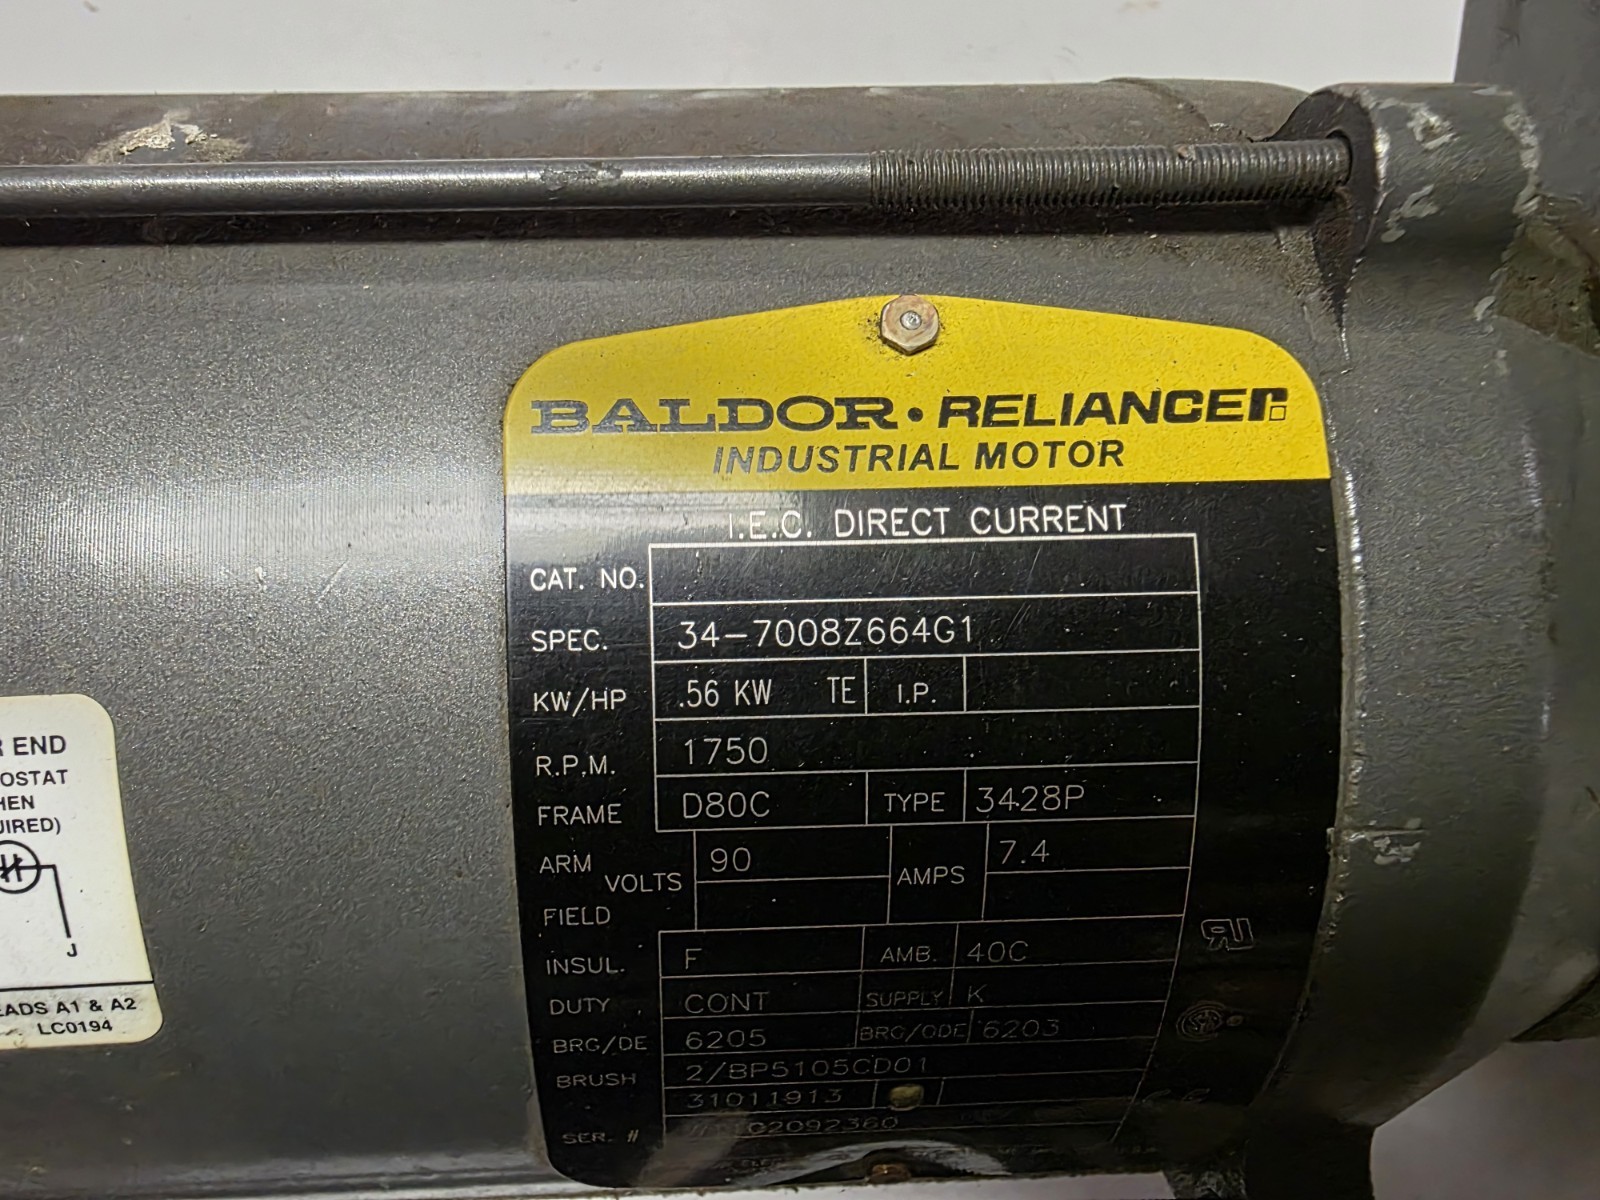 BALDOR • RELIANCER
INDUSTRIAL MOTOR
I.E.C. DIRECT CURRENT
CAT. NO.
SPEC. 34-7008Z664G1
KW/HP .56 KW TE I.P.
R.P.M. 1750
FRAME D80C TYPE 3428P
ARM VOLTS 90 AMPS 7.4
FIELD
INSUL. F AMB. 40C
DUTY CONT SUPPLY K
BRG/DE 6205 BRG/ODE 6203
BRUSH 2/BP5105CD01
31011913
SER. #
CE
R END
OSTAT
HEN
UIRED)
J
EADS A1 & A2
LC0194